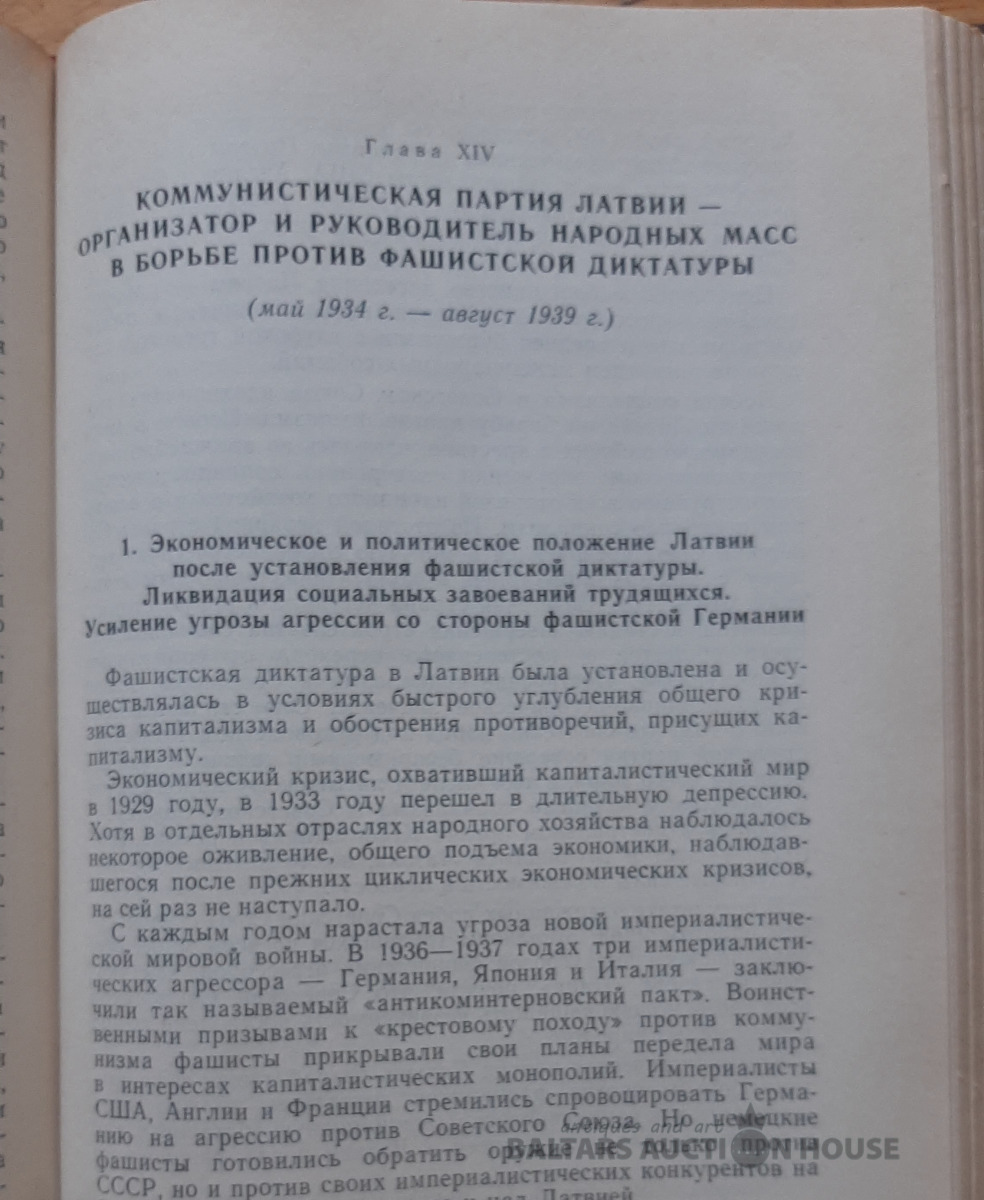 Глава XIV
КОММУНИСТИЧЕСКАЯ ПАРТИЯ ЛАТВИИ —
ОРГАНИЗАТОР И РУКОВОДИТЕЛЬ НАРОДНЫХ МАСС
В БОРЬБЕ ПРОТИВ ФАШИСТСКОЙ ДИКТАТУРЫ
(май 1934 г. — август 1939 г.)
1. Экономическое и политическое положение Латвии
после установления фашистской диктатуры.
Ликвидация социальных завоеваний трудящихся.
Усиление угрозы агрессии со стороны фашистской Германии
Фашистская диктатура в Латвии была установлена и осу-
ществлялась в условиях быстрого углубления общего кри-
зиса капитализма и обострения противоречий, присущих ка-
питализму.
Экономический кризис, охвативший капиталистический мир
в 1929 году, в 1933 году перешел в длительную депрессию.
Хотя в отдельных отраслях народного хозяйства наблюдалось
некоторое оживление, общего подъема экономики, наблюдав-
шегося после прежних циклических экономических кризисов,
на сей раз не наступало.
С каждым годом нарастала угроза новой империалистиче-
ской мировой войны. В 1936—1937 годах три империалисти-
ческих агрессора — Германия, Япония и Италия — заклю-
чили так называемый «антикоминтерновский пакт». Воинст-
венными призывами к «крестовому походу» против комму-
низма фашисты прикрывали свои планы передела мира
в интересах капиталистических монополий. Империалисты
США, Англии и Франции стремились спровоцировать Герма-
нию на агрессию против Советского Союза. Но немецкие
фашисты готовились обратить оружие не только против
СССР, но и против своих империалистических конкурентов на
над Латвией
antiques and art
BALTARS AUCTION HOUSE